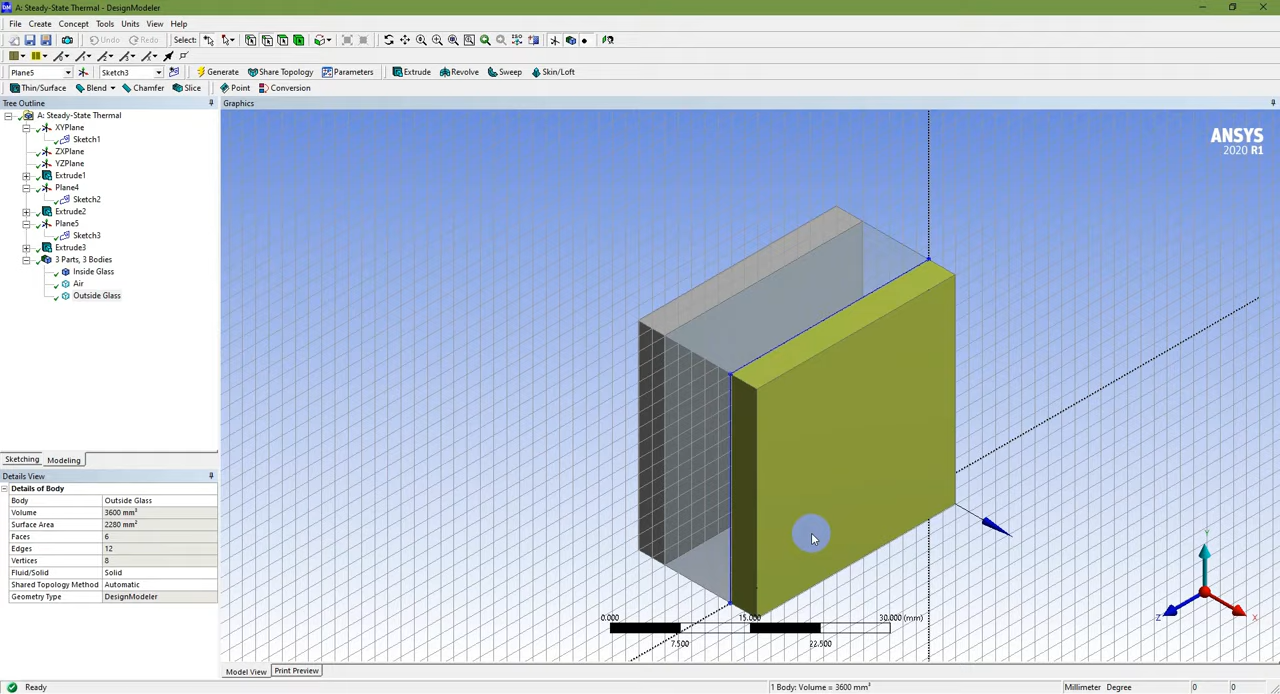 A: Steady-State Thermal - DesignModeler
File Create Concept Tools Units View Help
Undo Redo Select:
Plane5 Sketch3 Generate Share Topology Parameters Extrude Revolve Sweep Skin/Loft
Thin/Surface Blend Chamfer Slice Point Conversion
Tree Outline
A: Steady-State Thermal
XYPlane
Sketch1
ZXPlane
YZPlane
Extrude1
Plane4
Sketch2
Extrude2
Plane5
Sketch3
Extrude3
3 Parts, 3 Bodies
Inside Glass
Air
Outside Glass
Sketching Modeling
Details View
Details of Body
Body Outside Glass
Volume 3600 mm³
Surface Area 2280 mm²
Faces 6
Edges 12
Vertices 8
Fluid/Solid Solid
Shared Topology Method Automatic
Geometry Type DesignModeler
Graphics
ANSYS
2020 R1
0.000 15.000 30.000 (mm)
7.500 22.500
Y
Z X
Model View Print Preview
Ready 1 Body: Volume = 3600 mm³ Millimeter Degree 0 0